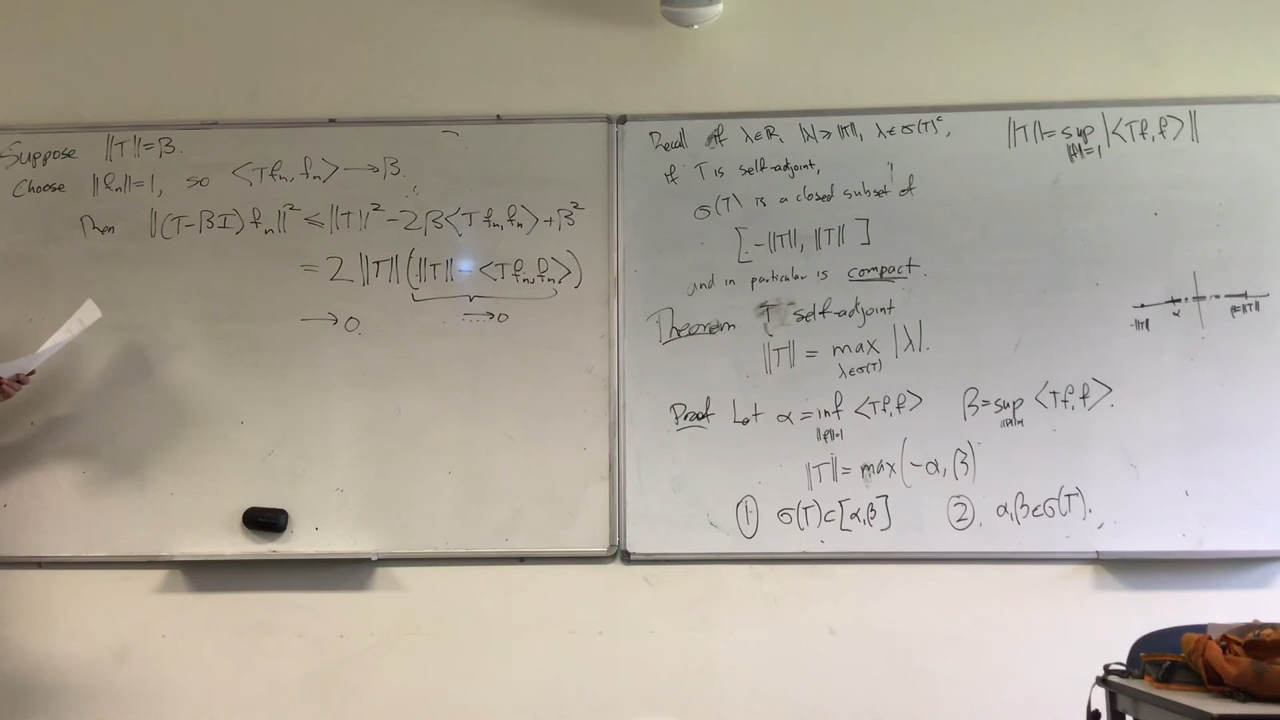 Suppose ||T||=β.
Choose ||fₙ||=1, so ⟨Tfₙ,fₙ⟩→β.
Then ||(T-βI)fₙ||² ≤ ||T||²-2β⟨Tfₙ,fₙ⟩+β²
= 2||T||(||T||-⟨Tfₙ,fₙ⟩)
→0
→0.
Recall if λ∈ℝ, |λ|⩾||T||, λ∈σ(T)ᶜ,
||T||=sup |⟨Tf,f⟩||
||f||=1
if T is self-adjoint,
σ(T) is a closed subset of
[-||T||, ||T||]
and in particular is compact.
-||T|| α β=||T||
Theorem T self-adjoint
||T|| = max |λ|.
λ∈σ(T)
Proof Let α=inf ⟨Tf,f⟩ β=sup ⟨Tf,f⟩.
||f||=1 ||f||=1
||T||=max(-α,β)
① σ(T)⊂[α,β] ② α,β∈σ(T).